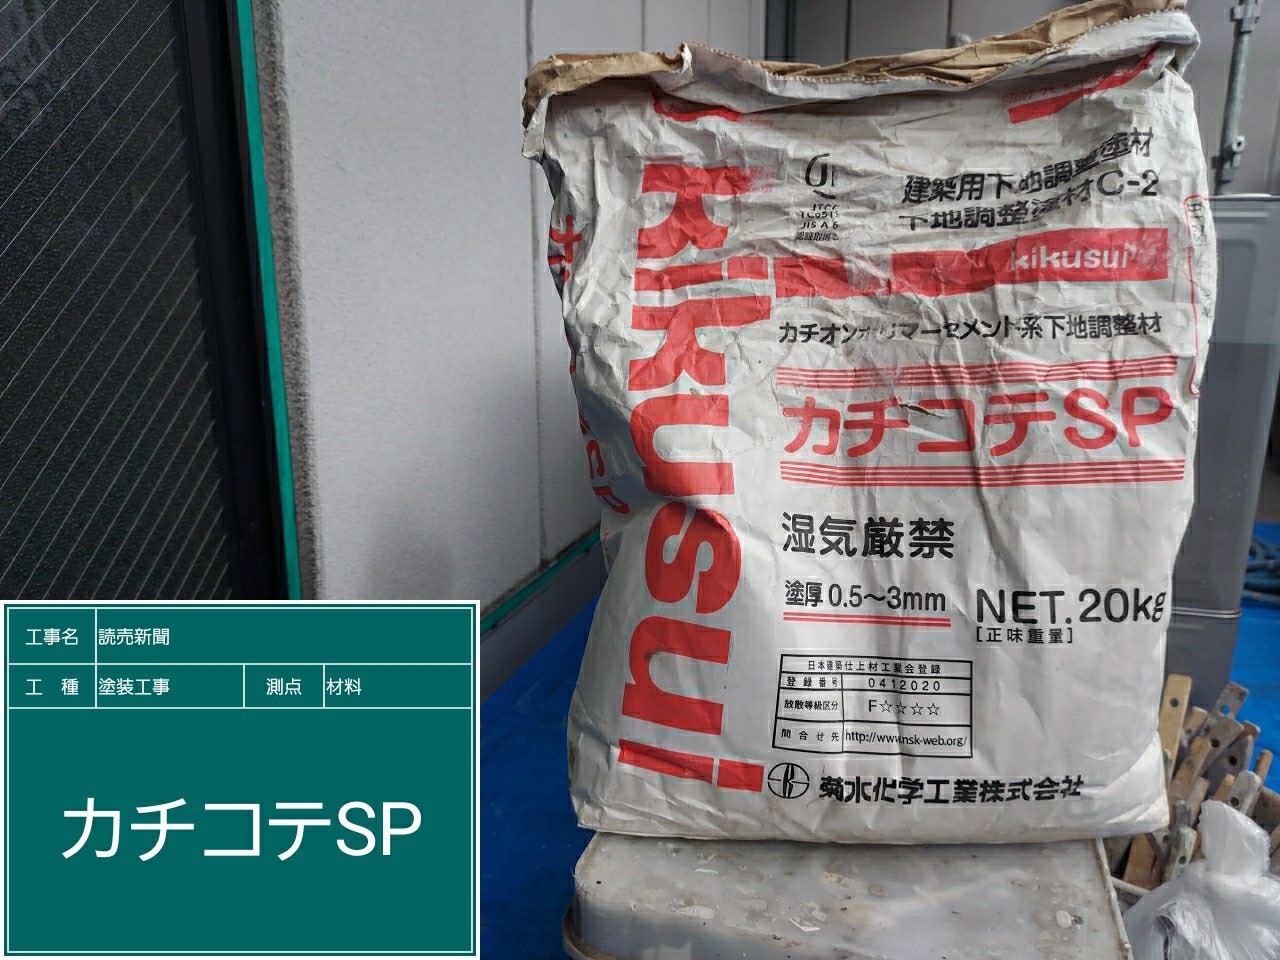 建築用下地調整塗材
下地調整塗材C-2
kikusui
カチオンポリマーセメント系下地調整材
カチコテSP
kikusui
湿気厳禁
塗厚 0.5～3mm
NET.20kg
[正味重量]
日本建築仕上材工業会登録
登録番号 0412020
放散等級区分 F☆☆☆☆
問合せ先 http://www.nsk-web.org/
菊水化学工業株式会社
工事名 読売新聞
工 種 塗装工事 測点 材料
カチコテSP